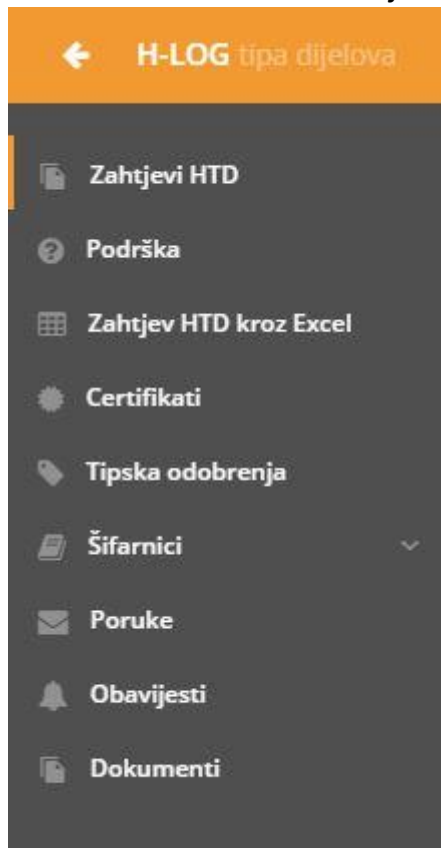 H-LOG tipa dijelova
Zahtjevi HTD
Podrška
Zahtjev HTD kroz Excel
Certifikati
Tipska odobrenja
Šifarnici
Poruke
Obavijesti
Dokumenti